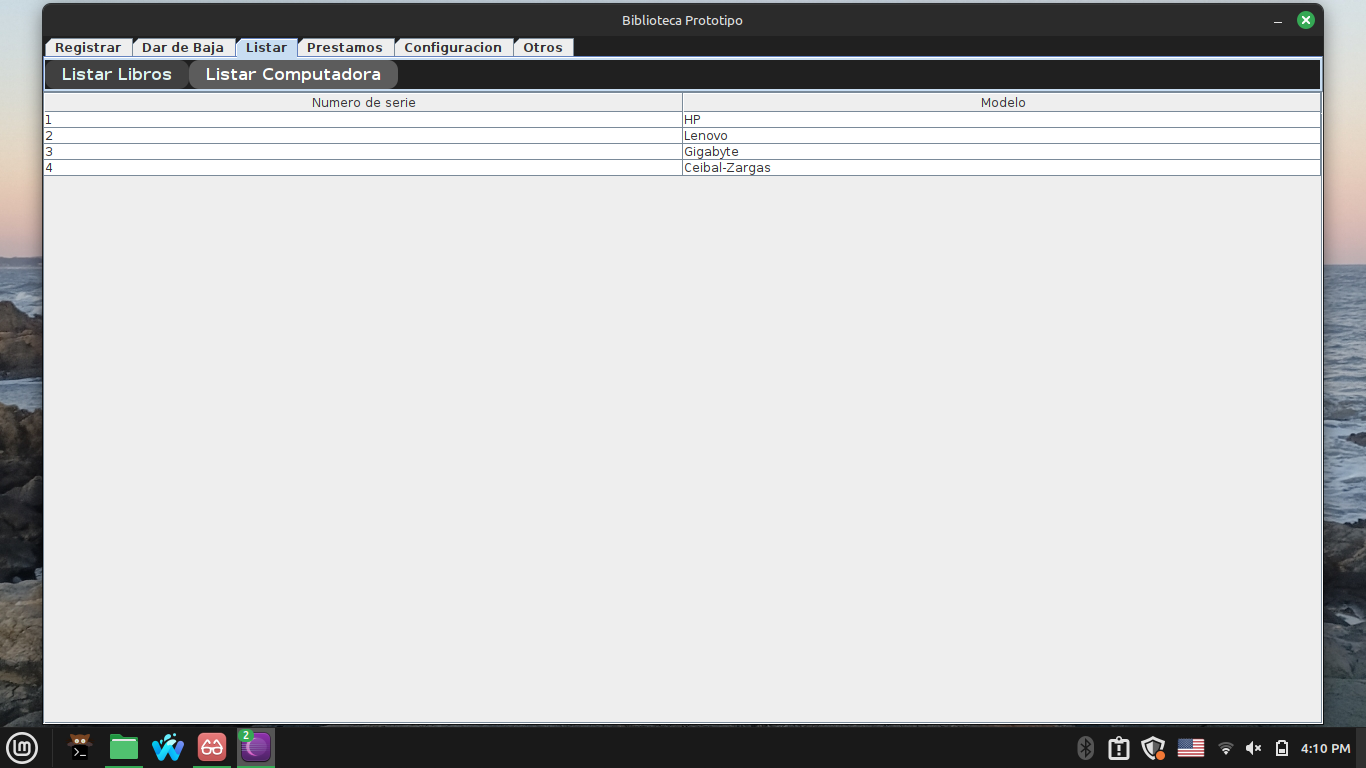 Biblioteca Prototipo
Registrar Dar de Baja Listar Prestamos Configuracion Otros
Listar Libros Listar Computadora
Numero de serie Modelo
1 HP
2 Lenovo
3 Gigabyte
4 Ceibal-Zargas
2
4:10 PM